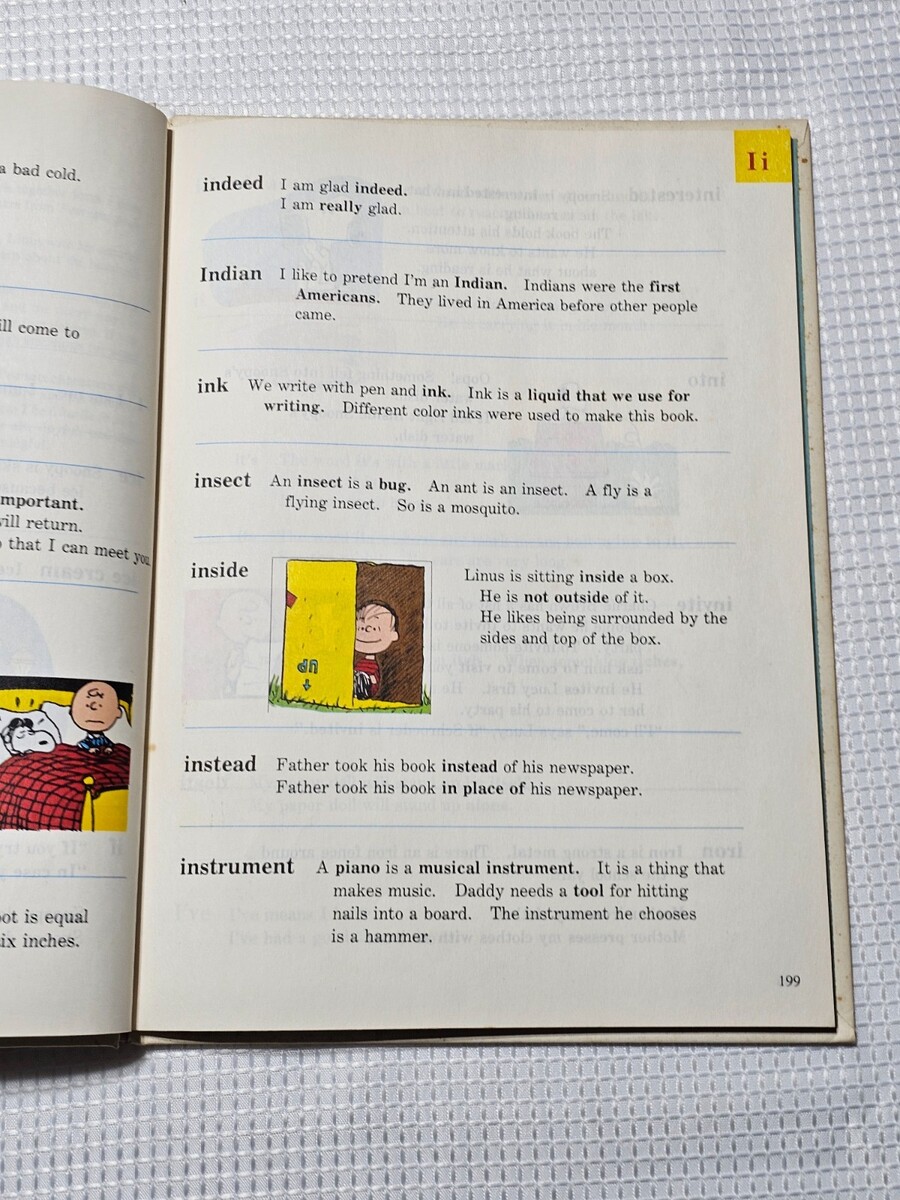 a bad cold.
ill come to
mportant.
will return.
that I can meet you
oot is equal
ix inches.
Ii
indeed I am glad indeed.
I am really glad.
Indian I like to pretend I'm an Indian. Indians were the first
Americans. They lived in America before other people
came.
ink We write with pen and ink. Ink is a liquid that we use for
writing. Different color inks were used to make this book.
insect An insect is a bug. An ant is an insect. A fly is a
flying insect. So is a mosquito.
inside Linus is sitting inside a box.
He is not outside of it.
He likes being surrounded by the
sides and top of the box.
UP
instead Father took his book instead of his newspaper.
Father took his book in place of his newspaper.
instrument A piano is a musical instrument. It is a thing that
makes music. Daddy needs a tool for hitting
nails into a board. The instrument he chooses
is a hammer.
199